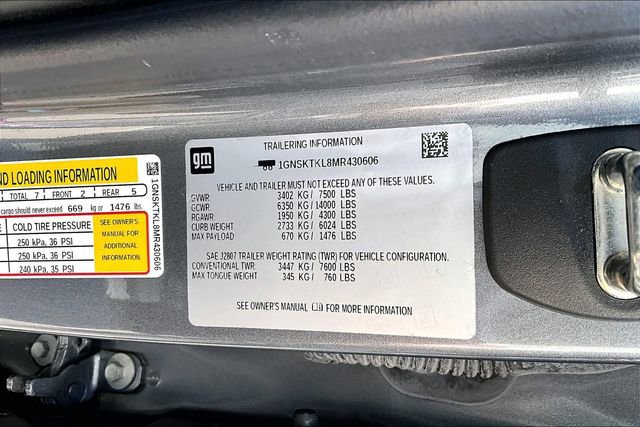 ND LOADING INFORMATION
TOTAL 7 FRONT 2 REAR 5
cargo should never exceed 669 kg or 1476 lbs.
E COLD TIRE PRESSURE
250 kPa, 36 PSI
250 kPa, 36 PSI
240 kPa, 35 PSI
SEE OWNER'S
MANUAL FOR
ADDITIONAL
INFORMATION
1GNSKTKL8MR430606
gm
TRAILERING INFORMATION
1GNSKTKL8MR430606
VEHICLE AND TRAILER MUST NOT EXCEED ANY OF THESE VALUES.
GVWR: 3402 KG / 7500 LBS
GCWR: 6350 KG / 14000 LBS
RGAWR: 1950 KG / 4300 LBS
CURB WEIGHT: 2733 KG / 6024 LBS
MAX PAYLOAD: 670 KG / 1476 LBS
SAE J2807 TRAILER WEIGHT RATING (TWR) FOR VEHICLE CONFIGURATION.
CONVENTIONAL TWR: 3447 KG / 7600 LBS
MAX TONGUE WEIGHT: 345 KG / 760 LBS
SEE OWNER'S MANUAL FOR MORE INFORMATION